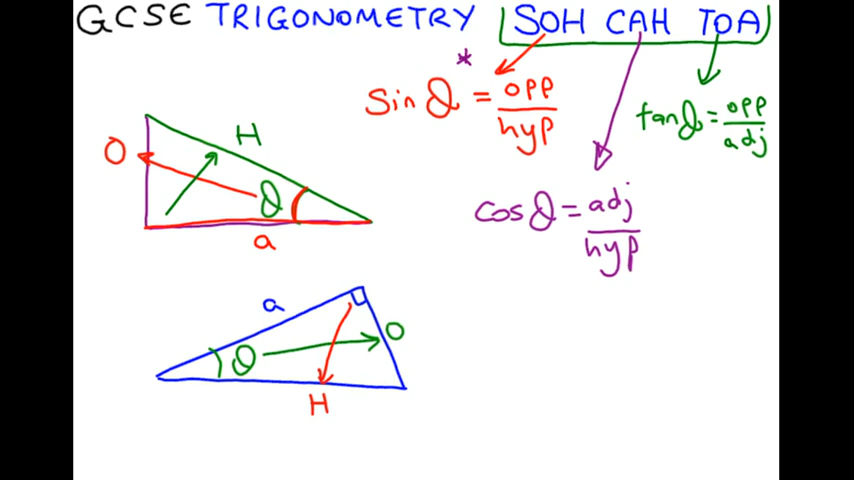 GCSE TRIGONOMETRY SOH CAH TOA
*
Sin θ = opp/hyp
tan θ = opp/adj
cos θ = adj/hyp
H
O
θ
a
a
O
θ
H